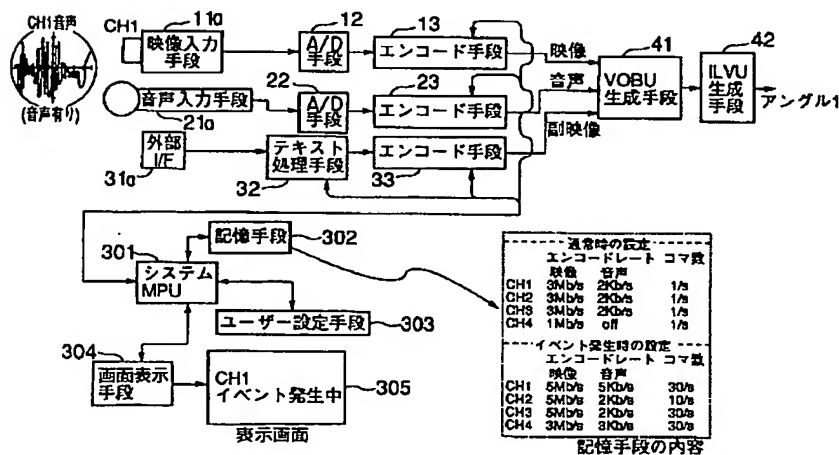 CH1音声
(音声有り)
CH1
11a
映像入力
手段
12
A/D
手段
13
エンコード手段
映像
音声入力手段
21a
22
A/D
手段
23
エンコード手段
音声
外部
I/F
31a
テキスト
処理手段
32
エンコード手段
33
副映像
41
VOBU
生成手段
42
ILVU
生成
手段
アングル1
301
システム
MPU
記憶手段
302
ユーザー設定手段
303
304
画面表示
手段
CH1
イベント発生中
305
表示画面
通常時の設定
エンコードレート コマ数
映像 音声
CH1 3Mb/s 2Kb/s 1/s
CH2 3Mb/s 2Kb/s 1/s
CH3 3Mb/s 2Kb/s 1/s
CH4 1Mb/s off 1/s
イベント発生時の設定
エンコードレート コマ数
映像 音声
CH1 5Mb/s 5Kb/s 30/s
CH2 5Mb/s 2Kb/s 10/s
CH3 5Mb/s 2Kb/s 30/s
CH4 3Mb/s 3Kb/s 30/s
記憶手段の内容